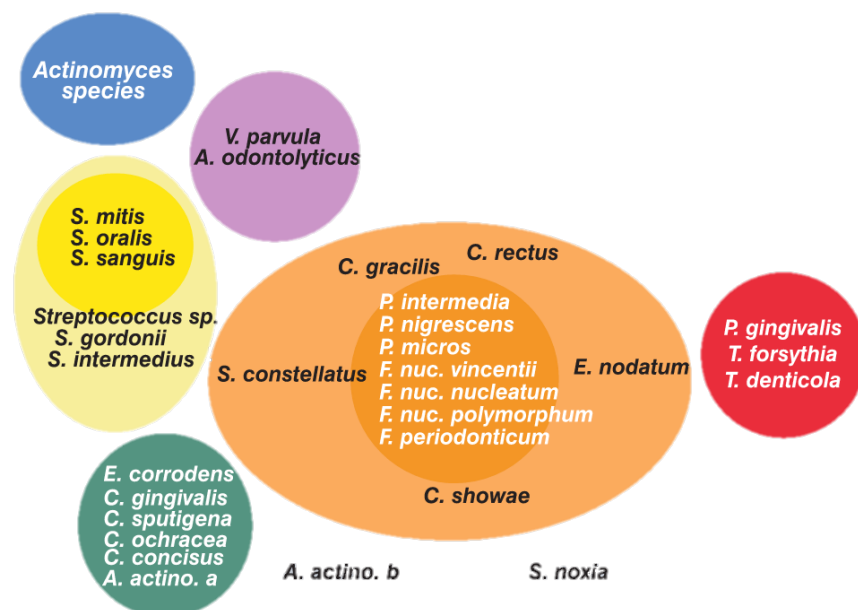 Actinomyces
species
V. parvula
A. odontolyticus
S. mitis
S. oralis
S. sanguis
Streptococcus sp.
S. gordonii
S. intermedius
C. gracilis
C. rectus
P. intermedia
P. nigrescens
P. micros
F. nuc. vincentii
F. nuc. nucleatum
F. nuc. polymorphum
F. periodonticum
S. constellatus
E. nodatum
C. showae
P. gingivalis
T. forsythia
T. denticola
E. corrodens
C. gingivalis
C. sputigena
C. ochracea
C. concisus
A. actino. a
A. actino. b
S. noxia